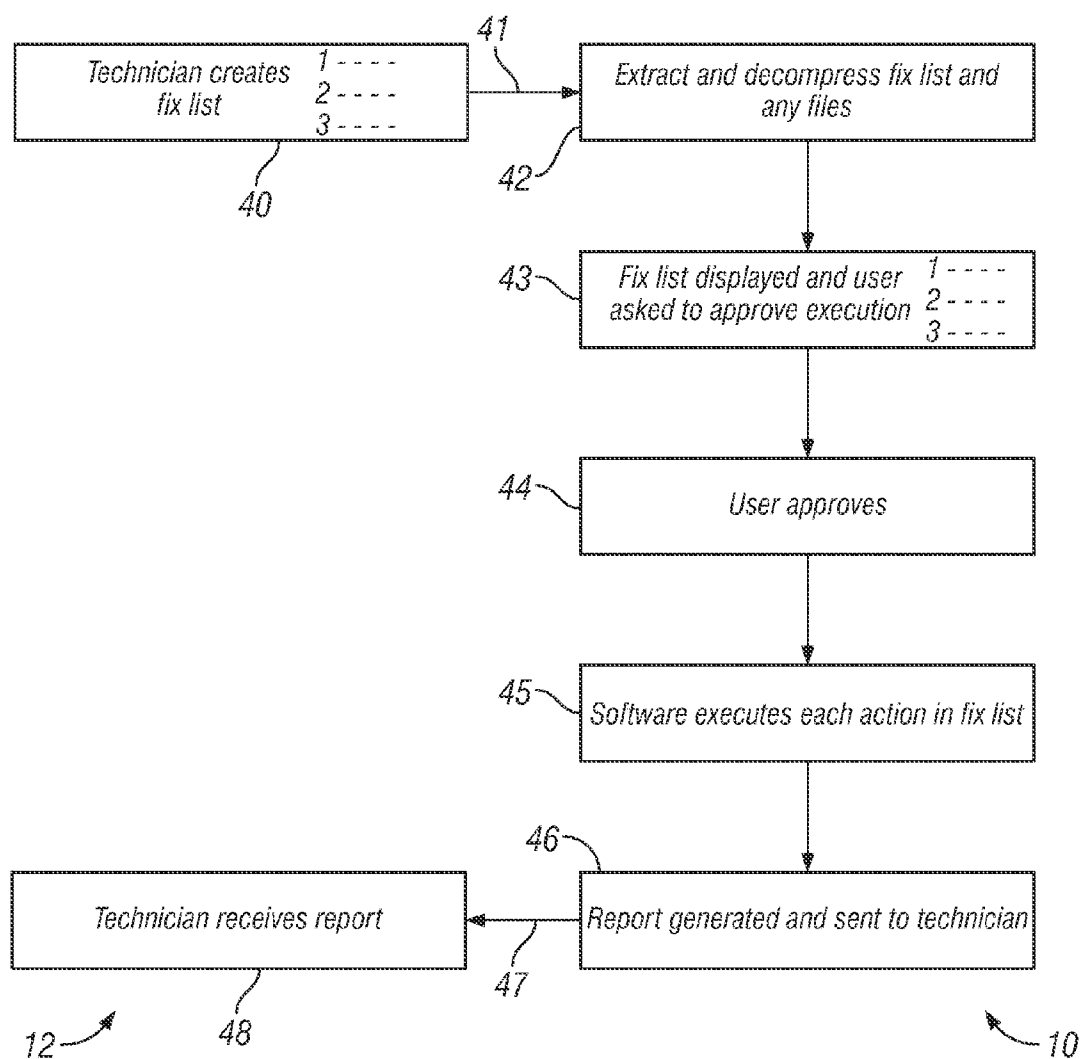 41
Technician creates
fix list
1 - - - -
2 - - - -
3 - - - -
40
Extract and decompress fix list and
any files
42
43
Fix list displayed and user
asked to approve execution
1 - - - -
2 - - - -
3 - - - -
44
User approves
45
Software executes each action in fix list
46
Technician receives report
Report generated and sent to technician
47
48
12
10